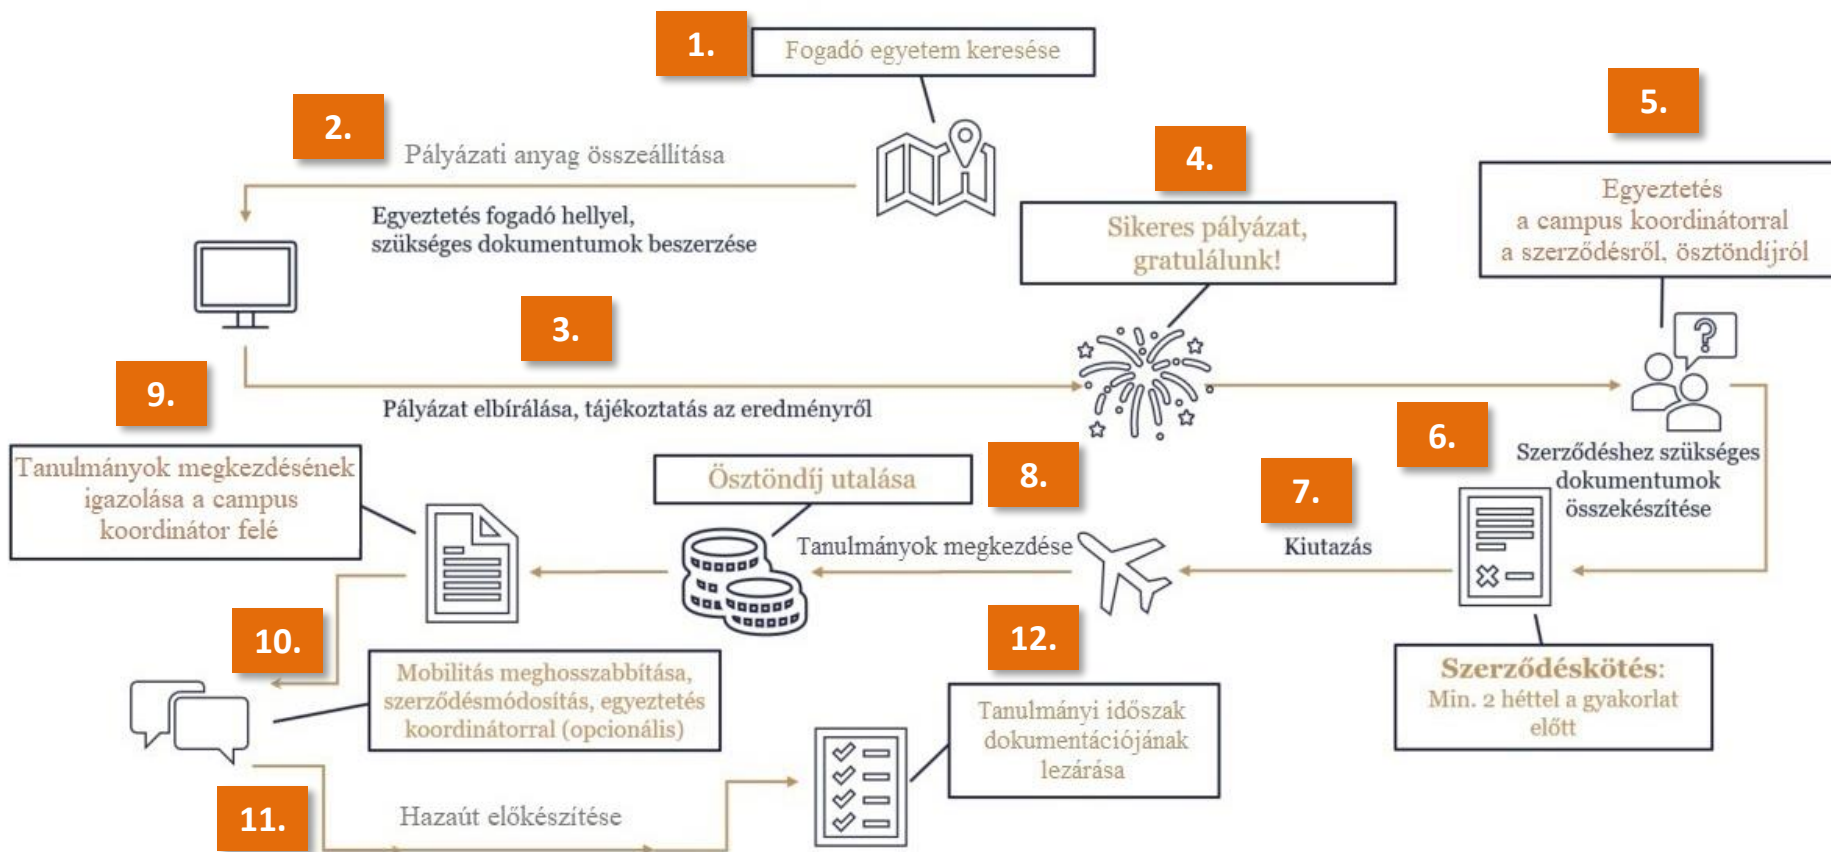 1.
Fogadó egyetem keresése
2.
Pályázati anyag összeállítása
Egyeztetés fogadó hellyel,
szükséges dokumentumok beszerzése
3.
Pályázat elbírálása, tájékoztatás az eredményről
4.
Sikeres pályázat,
gratulálunk!
5.
Egyeztetés
a campus koordinátorral
a szerződésről, ösztöndíjról
?
6.
Szerződéshez szükséges
dokumentumok
összekészítése
Szerződéskötés:
Min. 2 héttel a gyakorlat
előtt
7.
Kiutazás
8.
Tanulmányok megkezdése
Ösztöndíj utalása
9.
Tanulmányok megkezdésének
igazolása a campus
koordinátor felé
10.
Mobilitás meghosszabbítása,
szerződésmódosítás, egyeztetés
koordinátorral (opcionális)
11.
Hazaút előkészítése
12.
Tanulmányi időszak
dokumentációjának
lezárása